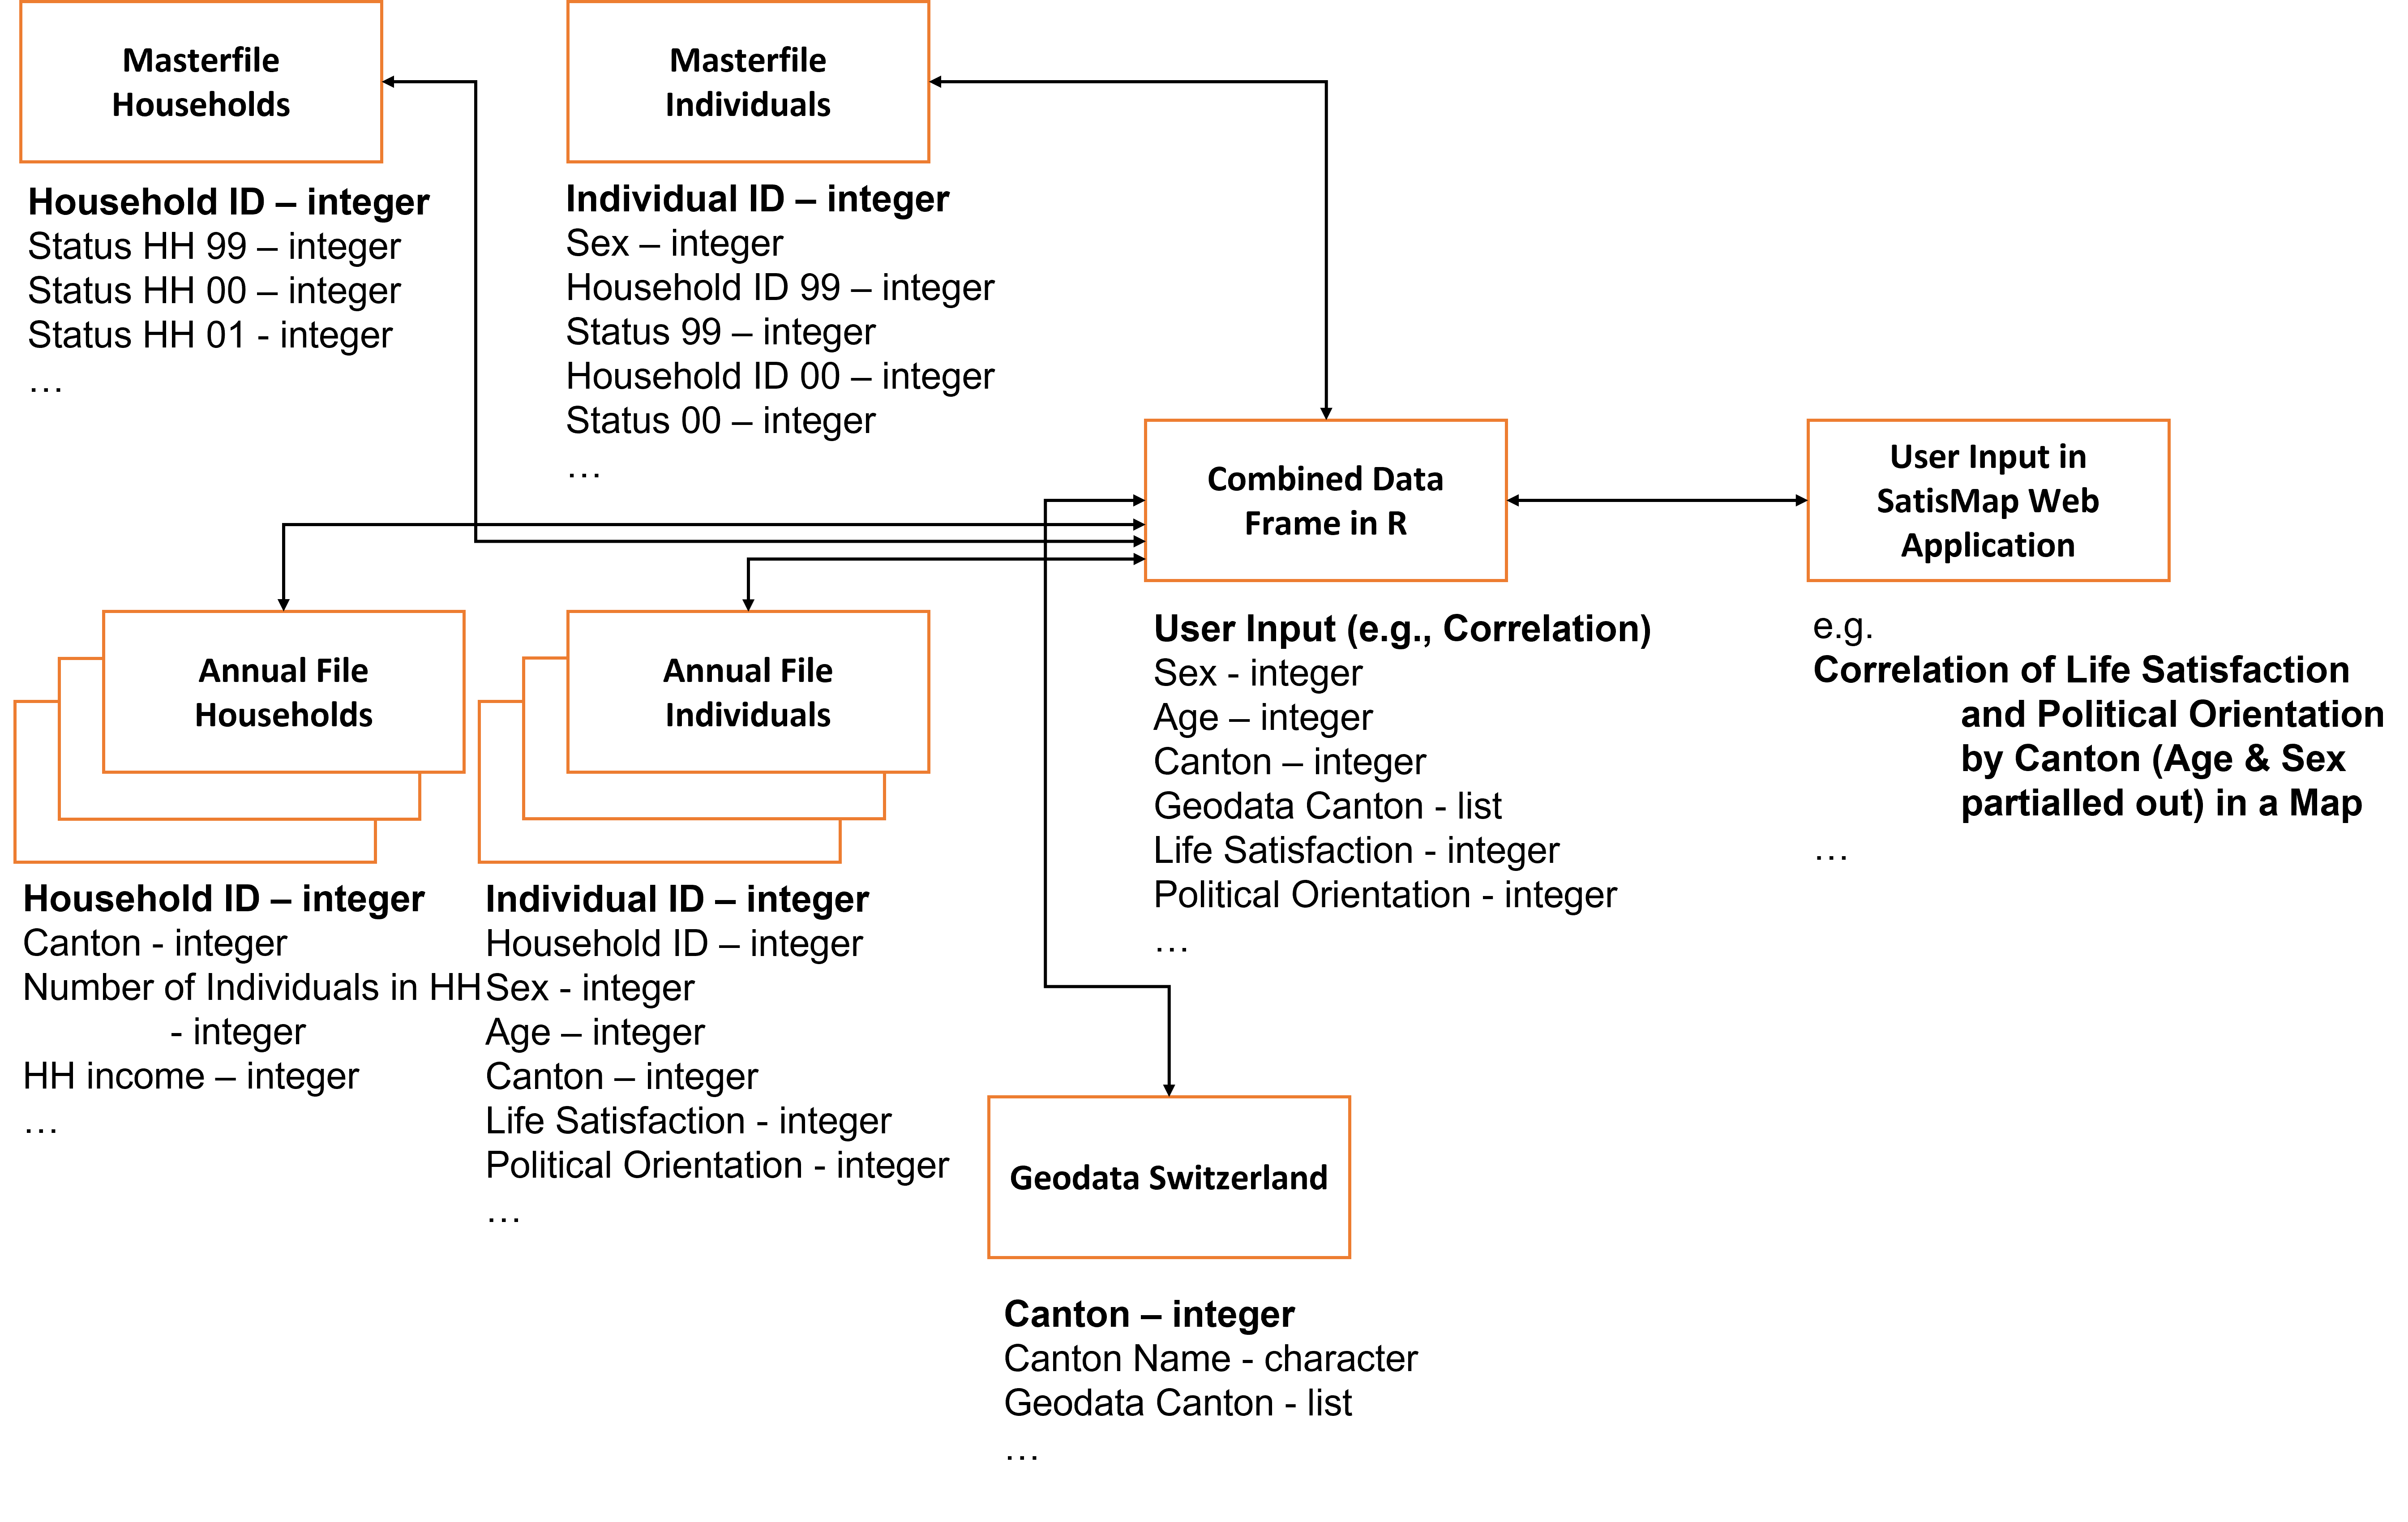 Masterfile
Households
Household ID – integer
Status HH 99 – integer
Status HH 00 – integer
Status HH 01 - integer
…
Masterfile
Individuals
Individual ID – integer
Sex – integer
Household ID 99 – integer
Status 99 – integer
Household ID 00 – integer
Status 00 – integer
…
Combined Data
Frame in R
User Input (e.g., Correlation)
Sex - integer
Age – integer
Canton – integer
Geodata Canton - list
Life Satisfaction - integer
Political Orientation - integer
…
User Input in
SatisMap Web
Application
e.g.
Correlation of Life Satisfaction
and Political Orientation
by Canton (Age & Sex
partialled out) in a Map
…
Annual File
Households
Household ID – integer
Canton - integer
Number of Individuals in HH
- integer
HH income – integer
…
Annual File
Individuals
Individual ID – integer
Household ID – integer
Sex - integer
Age – integer
Canton – integer
Life Satisfaction - integer
Political Orientation - integer
…
Geodata Switzerland
Canton – integer
Canton Name - character
Geodata Canton - list
…